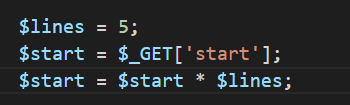 $lines = 5;
$start = $_GET['start'];
$start = $start * $lines;